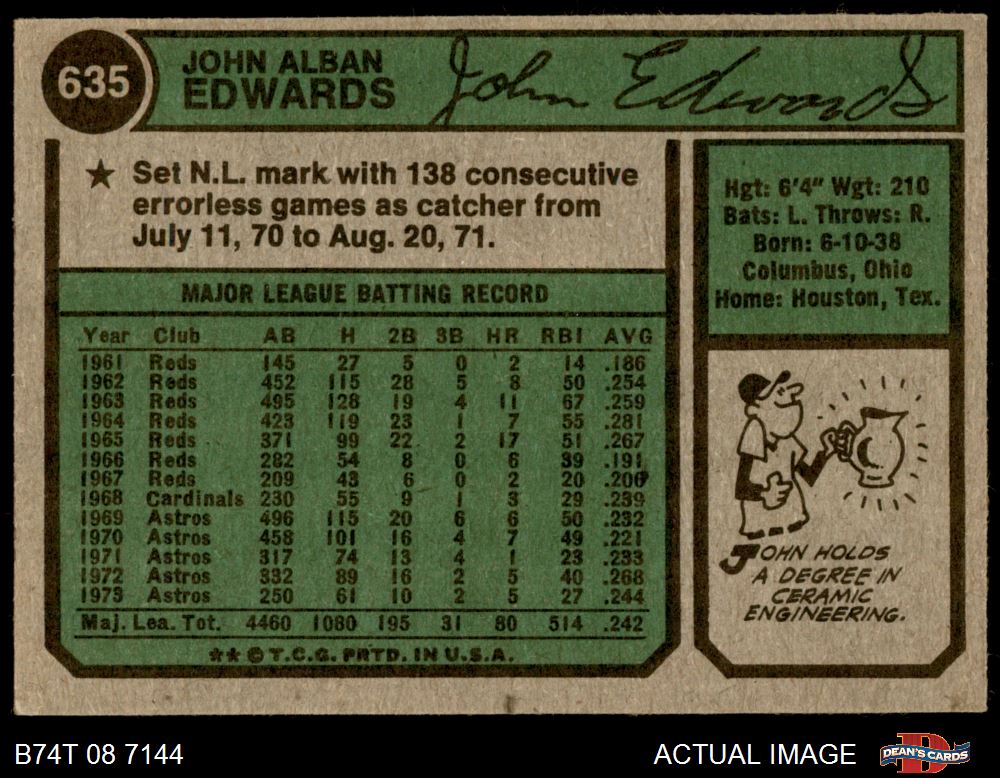 635
JOHN ALBAN
EDWARDS
John Edwards
★ Set N.L. mark with 138 consecutive
errorless games as catcher from
July 11, 70 to Aug. 20, 71.
Hgt: 6'4" Wgt: 210
Bats: L. Throws: R.
Born: 6-10-38
Columbus, Ohio
Home: Houston, Tex.
MAJOR LEAGUE BATTING RECORD
Year Club AB H 2B 3B HR RBI AVG
1961 Reds 145 27 5 0 2 14 .186
1962 Reds 452 115 28 5 8 50 .254
1963 Reds 495 128 19 4 11 67 .259
1964 Reds 423 119 23 1 7 55 .281
1965 Reds 371 99 22 2 17 51 .267
1966 Reds 282 54 8 0 6 39 .191
1967 Reds 209 43 6 0 2 20 .206
1968 Cardinals 230 55 9 1 3 29 .239
1969 Astros 496 115 20 6 6 50 .232
1970 Astros 458 101 16 4 7 49 .221
1971 Astros 317 74 13 4 1 23 .233
1972 Astros 332 89 16 2 5 40 .268
1973 Astros 250 61 10 2 5 27 .244
Maj. Lea. Tot. 4460 1080 195 31 80 514 .242
★★ © T.C.G. PRTD. IN U.S.A.
JOHN HOLDS
A DEGREE IN
CERAMIC
ENGINEERING.
B74T 08 7144
ACTUAL IMAGE
DEAN'S CARDS